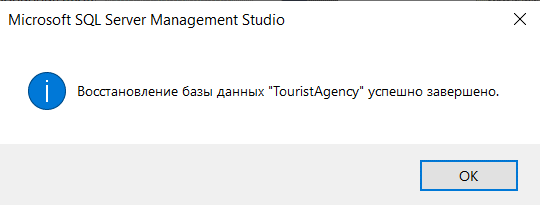 Microsoft SQL Server Management Studio
Восстановление базы данных "TouristAgency" успешно завершено.
OK